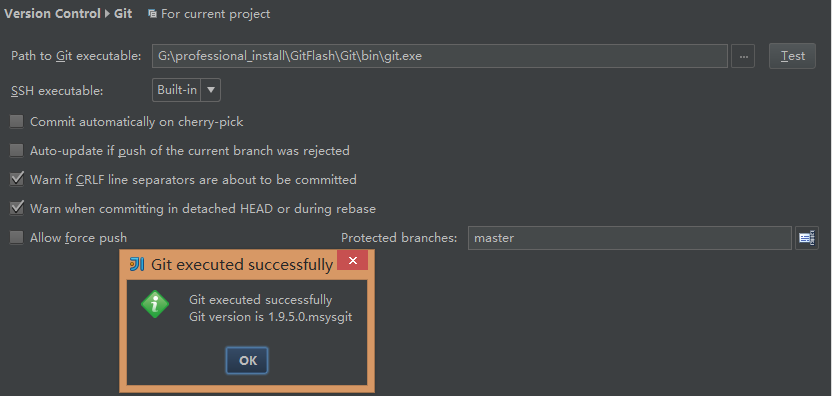 Version Control > Git For current project
Path to Git executable: G:\professional_install\GitFlash\Git\bin\git.exe ... Test
SSH executable: Built-in
Commit automatically on cherry-pick
Auto-update if push of the current branch was rejected
Warn if CRLF line separators are about to be committed
Warn when committing in detached HEAD or during rebase
Allow force push Protected branches: master
Git executed successfully
Git executed successfully
Git version is 1.9.5.0.msysgit
OK